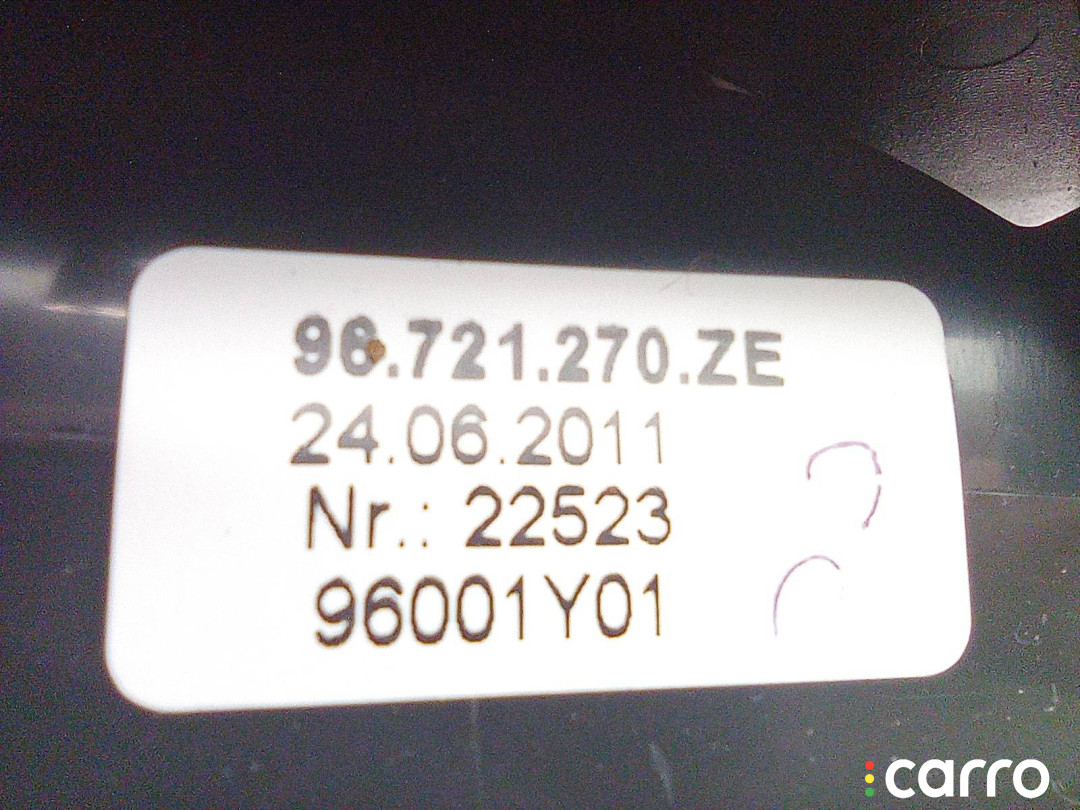 96.721.270.ZE
24.06.2011
Nr.: 22523
96001Y01
carro